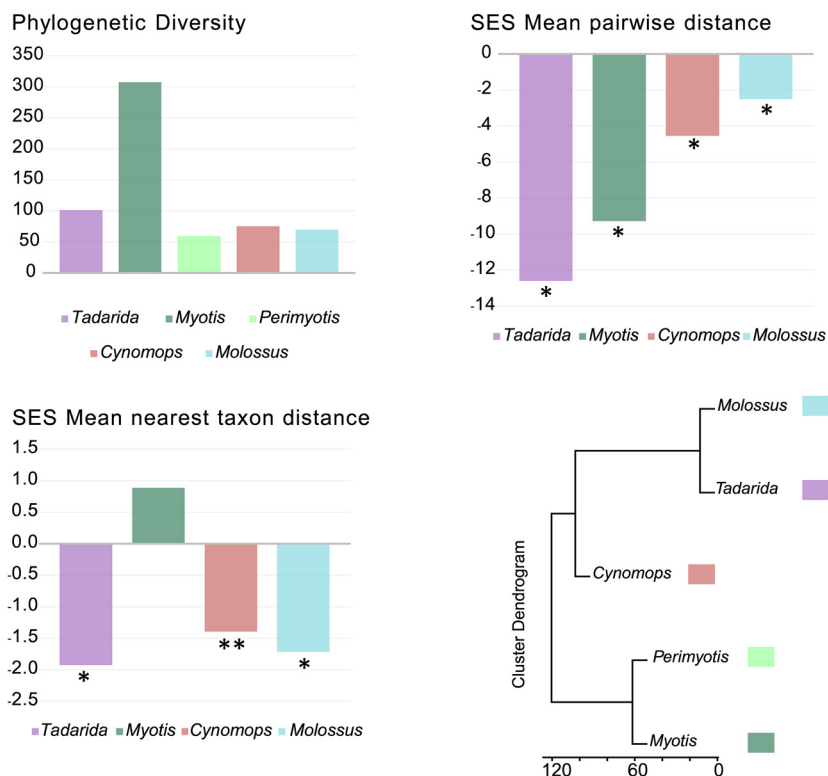 Phylogenetic Diversity
350
300
250
200
150
100
50
0
Tadarida Myotis Perimyotis
Cynomops Molossus
SES Mean pairwise distance
0
-2
-4
-6
-8
-10
-12
-14
*
*
*
*
Tadarida Myotis Cynomops Molossus
SES Mean nearest taxon distance
1.5
1.0
0.5
0.0
-0.5
-1.0
-1.5
-2.0
-2.5
*
**
*
Tadarida Myotis Cynomops Molossus
Cluster Dendrogram
Molossus
Tadarida
Cynomops
Perimyotis
Myotis
120 60 0